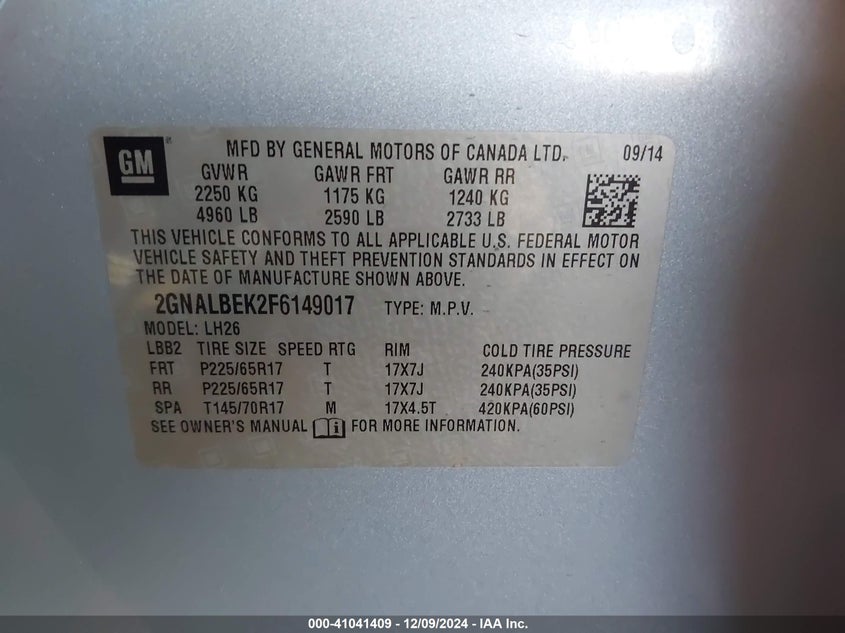 GM
MFD BY GENERAL MOTORS OF CANADA LTD. 09/14
GVWR GAWR FRT GAWR RR
2250 KG 1175 KG 1240 KG
4960 LB 2590 LB 2733 LB
THIS VEHICLE CONFORMS TO ALL APPLICABLE U.S. FEDERAL MOTOR
VEHICLE SAFETY AND THEFT PREVENTION STANDARDS IN EFFECT ON
THE DATE OF MANUFACTURE SHOWN ABOVE.
2GNALBEK2F6149017 TYPE: M.P.V.
MODEL: LH26
LBB2 TIRE SIZE SPEED RTG RIM COLD TIRE PRESSURE
FRT P225/65R17 T 17X7J 240KPA(35PSI)
RR P225/65R17 T 17X7J 240KPA(35PSI)
SPA T145/70R17 M 17X4.5T 420KPA(60PSI)
SEE OWNER'S MANUAL i FOR MORE INFORMATION.
000-41041409 - 12/09/2024 - IAA Inc.